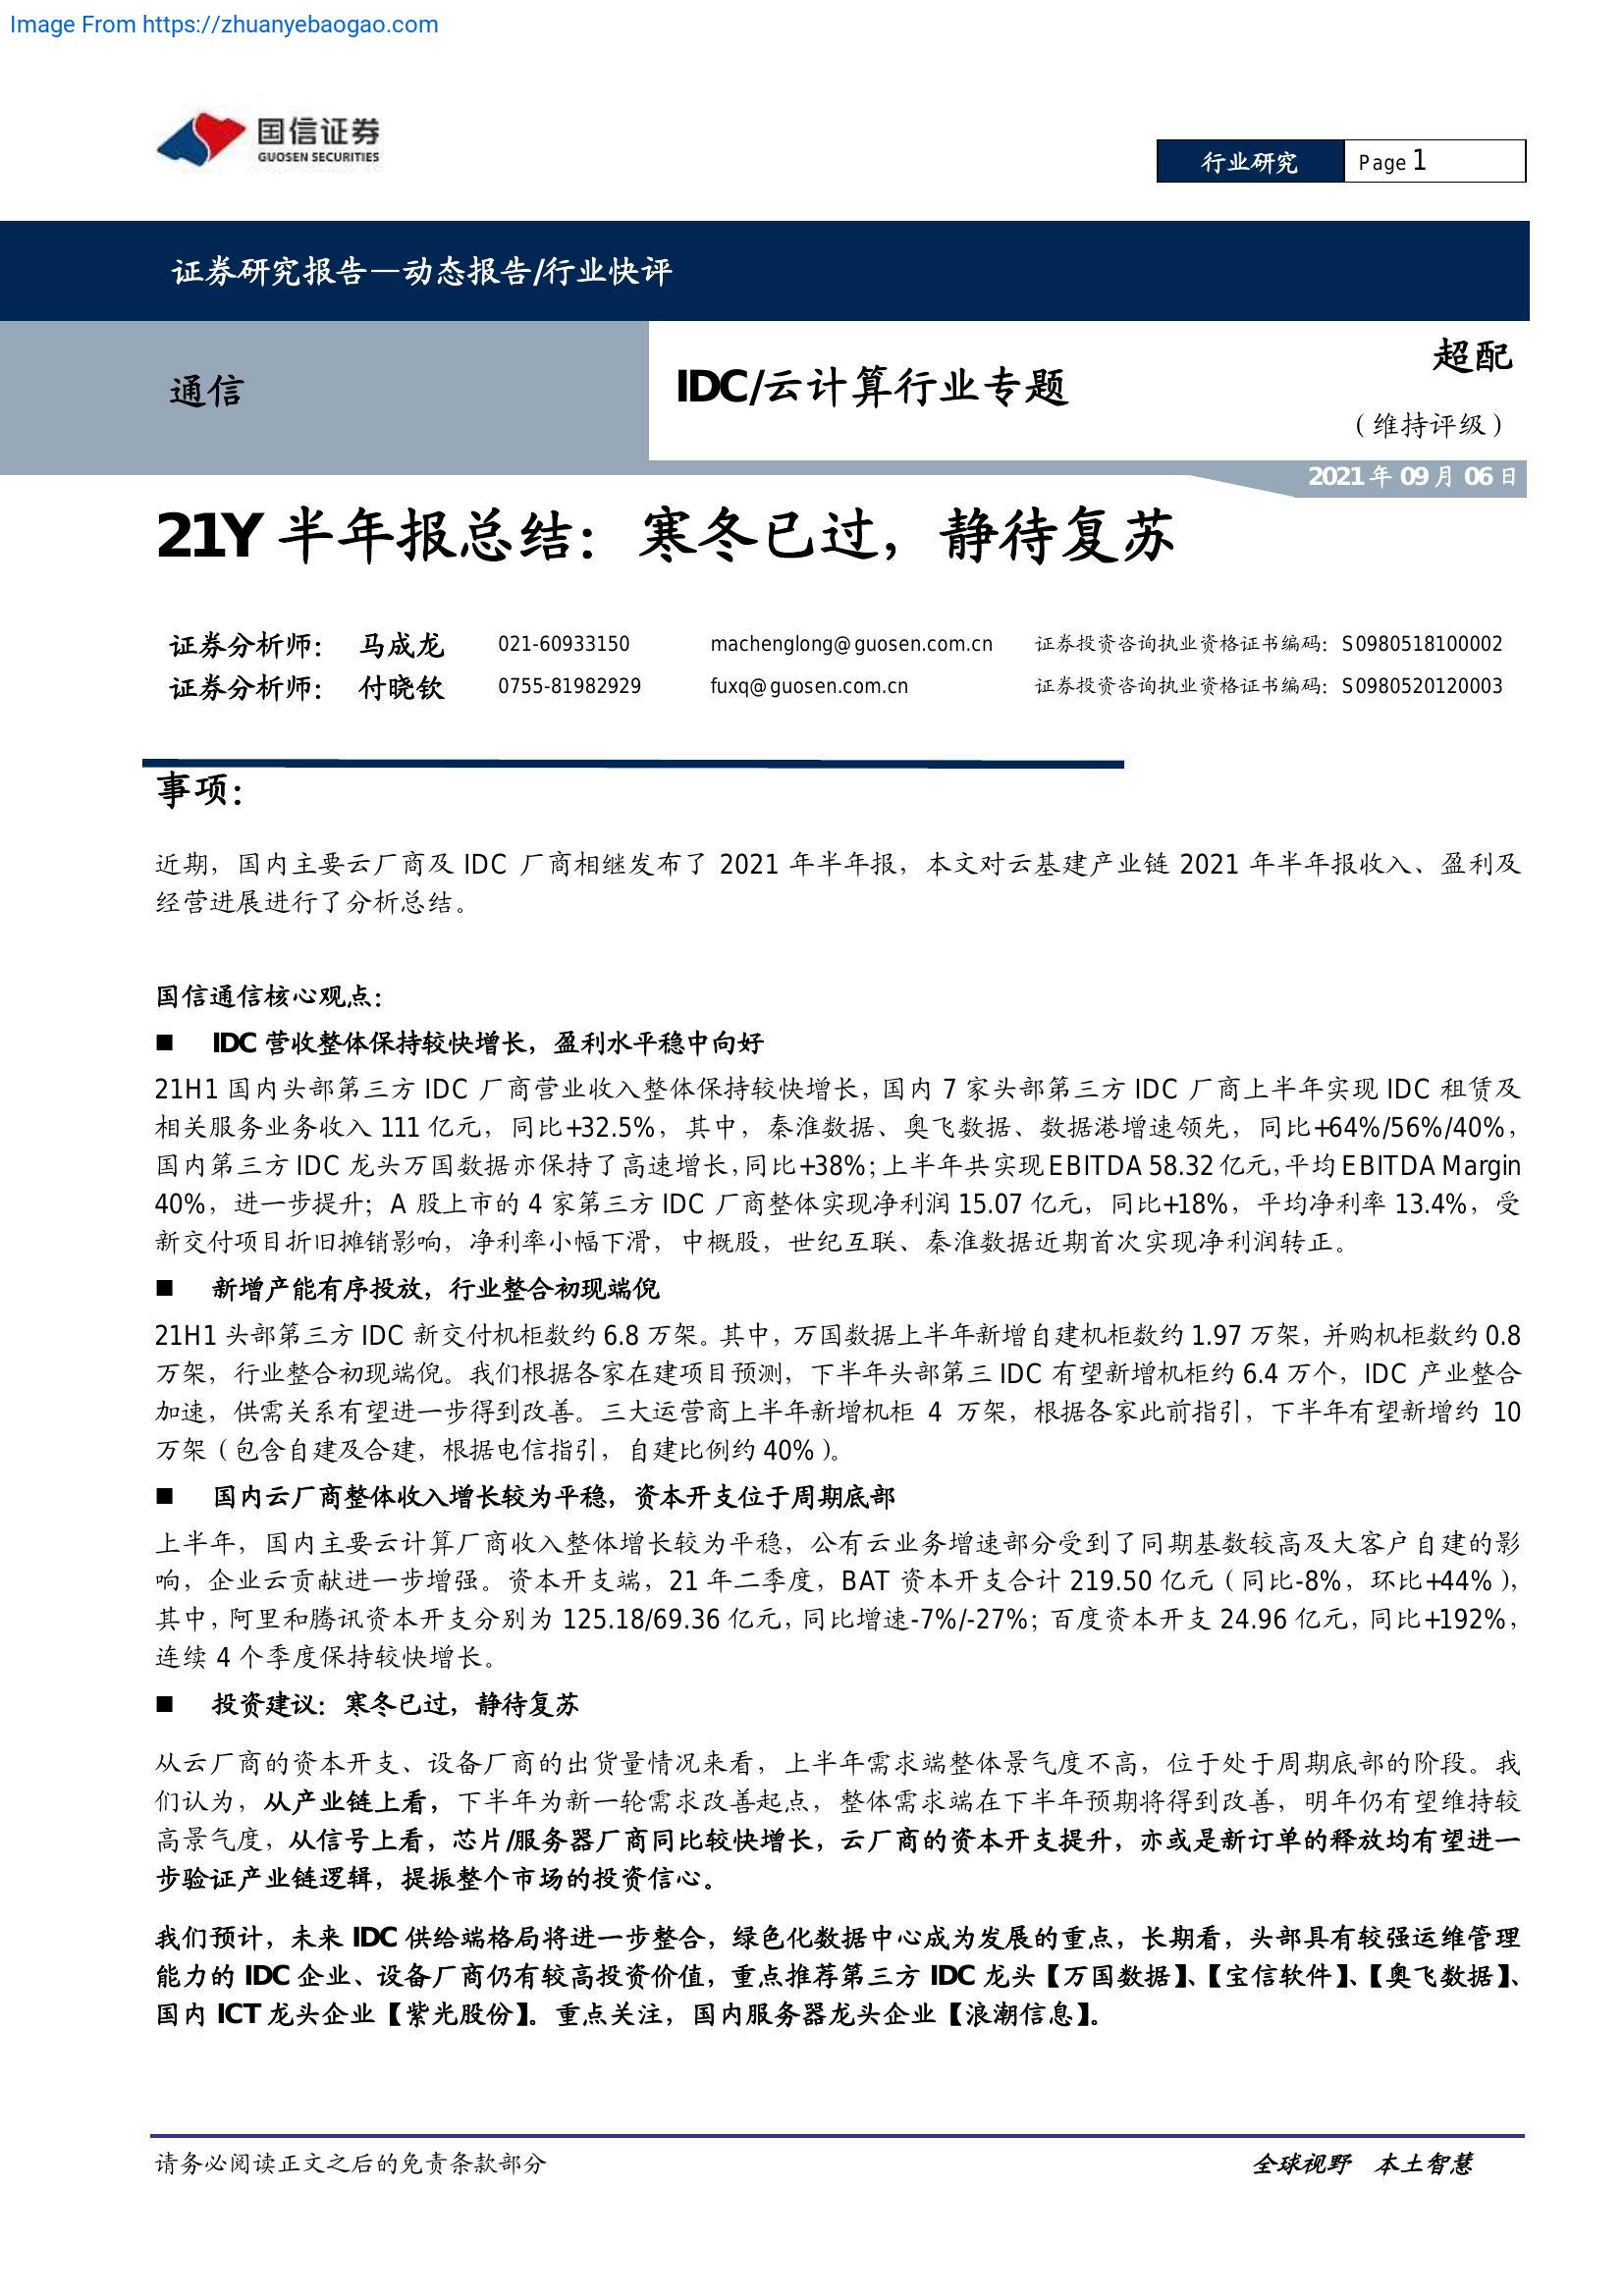 Image From https://zhuanyebaogao.com
国信证券
GUOSEN SECURITIES
行业研究
Page 1
证券研究报告—动态报告/行业快评
通信
IDC/云计算行业专题
超配
（维持评级）
2021 年 09 月 06 日
21Y 半年报总结：寒冬已过，静待复苏
证券分析师： 马成龙 021-60933150 machenglong@guosen.com.cn 证券投资咨询执业资格证书编码：S0980518100002
证券分析师： 付晓钦 0755-81982929 fuxq@guosen.com.cn 证券投资咨询执业资格证书编码：S0980520120003
事项：
近期，国内主要云厂商及 IDC 厂商相继发布了 2021 年半年报，本文对云基建产业链 2021 年半年报收入、盈利及
经营进展进行了分析总结。
国信通信核心观点：
■ IDC 营收整体保持较快增长，盈利水平稳中向好
21H1 国内头部第三方 IDC 厂商营业收入整体保持较快增长，国内 7 家头部第三方 IDC 厂商上半年实现 IDC 租赁及
相关服务业务收入 111 亿元，同比+32.5%，其中，秦淮数据、奥飞数据、数据港增速领先，同比+64%/56%/40%，
国内第三方 IDC 龙头万国数据亦保持了高速增长，同比+38%；上半年共实现 EBITDA 58.32 亿元，平均 EBITDA Margin
40%，进一步提升；A 股上市的 4 家第三方 IDC 厂商整体实现净利润 15.07 亿元，同比+18%，平均净利率 13.4%，受
新交付项目折旧摊销影响，净利率小幅下滑，中概股，世纪互联、秦淮数据近期首次实现净利润转正。
■ 新增产能有序投放，行业整合初现端倪
21H1 头部第三方 IDC 新交付机柜数约 6.8 万架。其中，万国数据上半年新增自建机柜数约 1.97 万架，并购机柜数约 0.8
万架，行业整合初现端倪。我们根据各家在建项目预测，下半年头部第三 IDC 有望新增机柜约 6.4 万个，IDC 产业整合
加速，供需关系有望进一步得到改善。三大运营商上半年新增机柜 4 万架，根据各家此前指引，下半年有望新增约 10
万架（包含自建及合建，根据电信指引，自建比例约 40%）。
■ 国内云厂商整体收入增长较为平稳，资本开支位于周期底部
上半年，国内主要云计算厂商收入整体增长较为平稳，公有云业务增速部分受到了同期基数较高及大客户自建的影
响，企业云贡献进一步增强。资本开支端，21 年二季度，BAT 资本开支合计 219.50 亿元（同比-8%，环比+44%），
其中，阿里和腾讯资本开支分别为 125.18/69.36 亿元，同比增速-7%/-27%；百度资本开支 24.96 亿元，同比+192%，
连续 4 个季度保持较快增长。
■ 投资建议：寒冬已过，静待复苏
从云厂商的资本开支、设备厂商的出货量情况来看，上半年需求端整体景气度不高，位于处于周期底部的阶段。我
们认为，从产业链上看，下半年为新一轮需求改善起点，整体需求端在下半年预期将得到改善，明年仍有望维持较
高景气度，从信号上看，芯片/服务器厂商同比较快增长，云厂商的资本开支提升，亦或是新订单的释放均有望进一
步验证产业链逻辑，提振整个市场的投资信心。
我们预计，未来 IDC 供给端格局将进一步整合，绿色化数据中心成为发展的重点，长期看，头部具有较强运维管理
能力的 IDC 企业、设备厂商仍有较高投资价值，重点推荐第三方 IDC 龙头【万国数据】、【宝信软件】、【奥飞数据】、
国内 ICT 龙头企业【紫光股份】。重点关注，国内服务器龙头企业【浪潮信息】。
请务必阅读正文之后的免责条款部分
全球视野 本土智慧